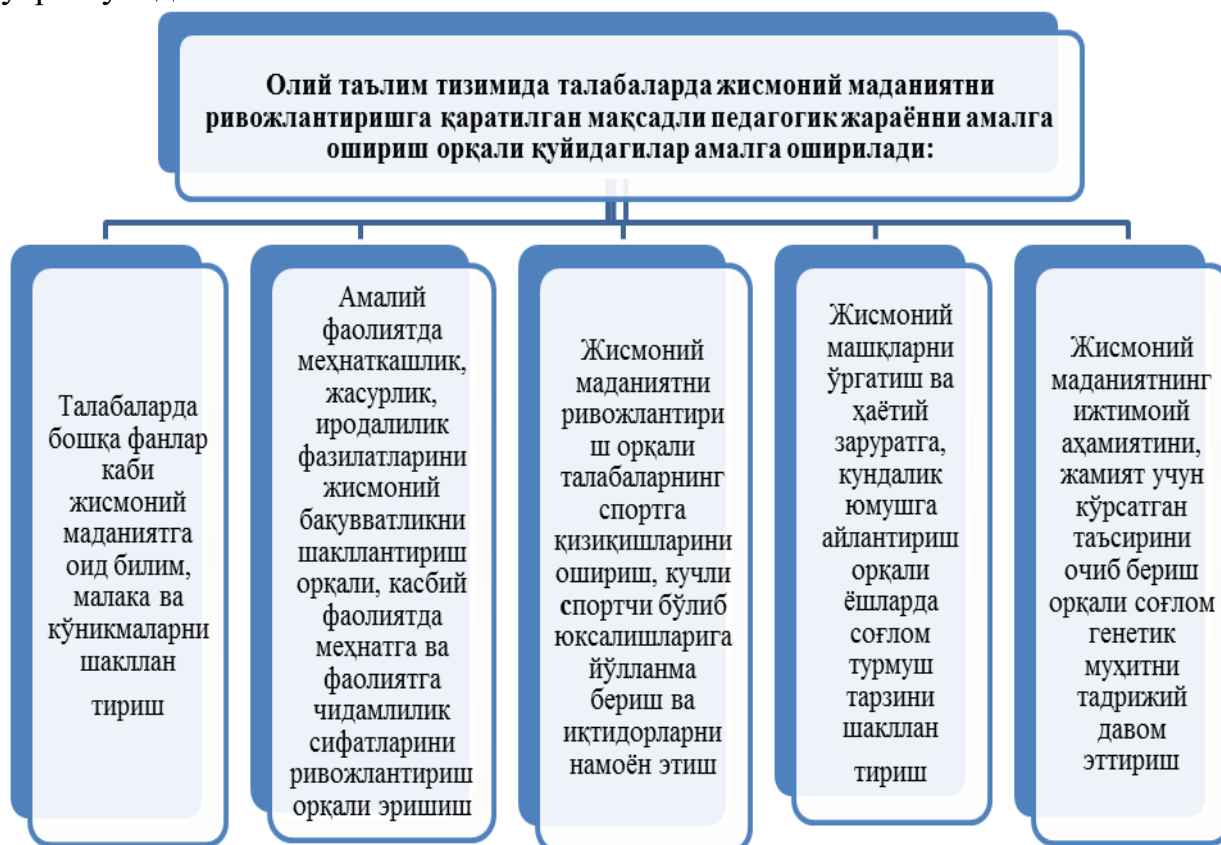 Олий таълим тизимида талабаларда жисмоний маданиятни
ривожлантиришга қаратилган мақсадли педагогик жараённи амалга
ошириш орқали қуйидагилар амалга оширилади:
Талабаларда
бошқа фанлар
каби
жисмоний
маданиятга
оид билим,
малака ва
кўникмаларни
шакллан
тириш
Амалий
фаолиятда
меҳнаткашлик,
жасурлик,
иродалилик
фазилатларини
жисмоний
бақувватликни
шакллантириш
орқали, касбий
фаолиятда
меҳнатга ва
фаолиятга
чидамлилик
сифатларини
ривожлантириш
орқали эришиш
Жисмоний
маданиятни
ривожлантири
ш орқали
талабаларнинг
спортга
қизиқишларини
ошириш, кучли
спортчи бўлиб
юксалишларига
йўлланма
бериш ва
иқтидорларни
намоён этиш
Жисмоний
машқларни
ўргатиш ва
ҳаётий
заруратга,
кундалик
юмушга
айлантириш
орқали
ёшларда
соғлом
турмуш
тарзини
шакллан
тириш
Жисмоний
маданиятнинг
ижтимоий
аҳамиятини,
жамият учун
кўрсатган
таъсирини
очиб бериш
орқали соғлом
генетик
муҳитни
тадрижий
давом
эттириш